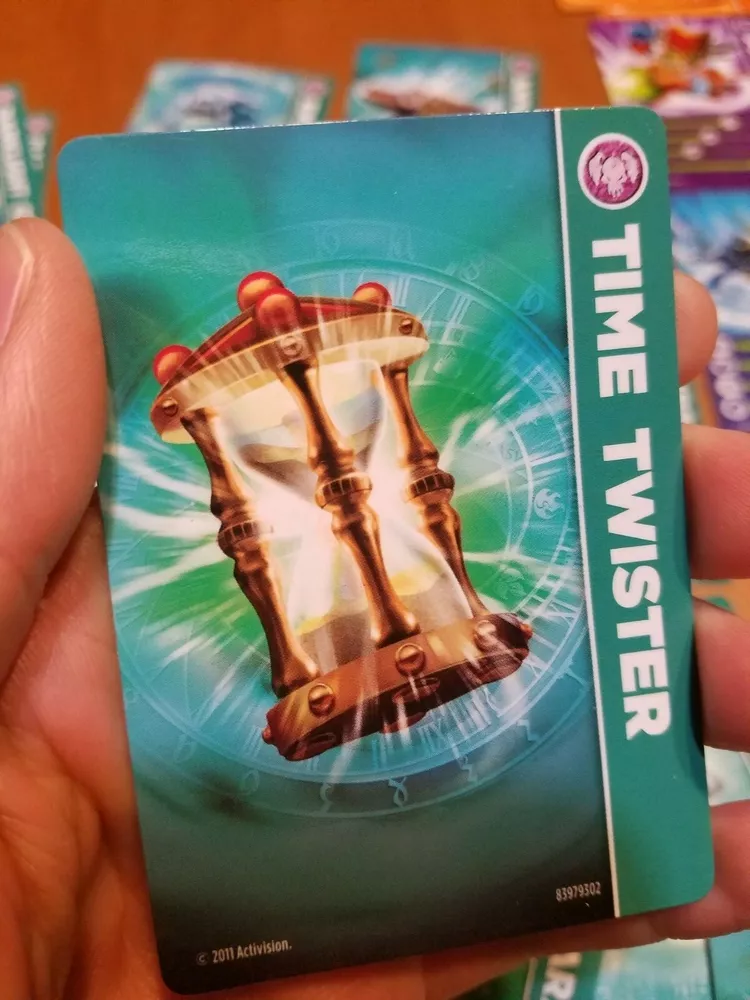 TIME TWISTER
83979302
© 2011 Activision.